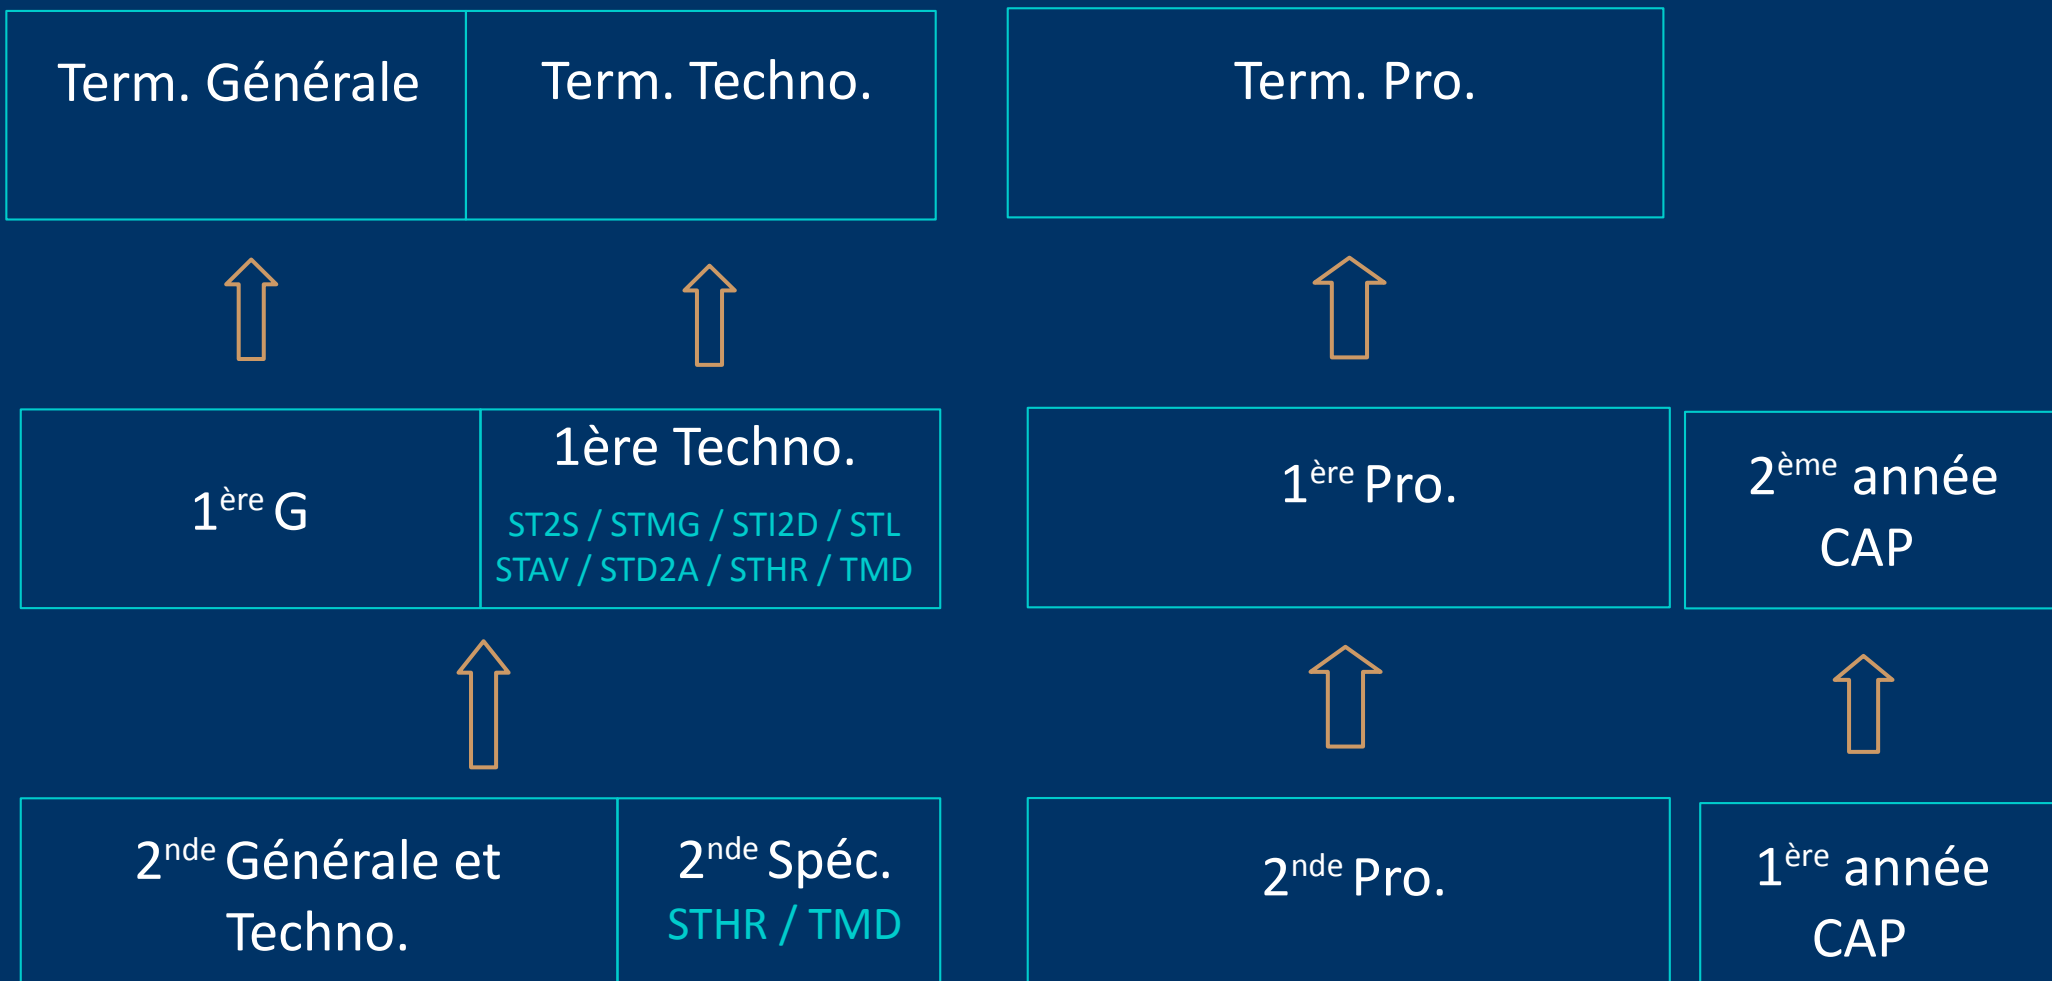 Term. Générale
Term. Techno.
Term. Pro.
1ère G
1ère Techno.
ST2S / STMG / STI2D / STL
STAV / STD2A / STHR / TMD
1ère Pro.
2ème année
CAP
2nde Générale et
Techno.
2nde Spéc.
STHR / TMD
2nde Pro.
1ère année
CAP